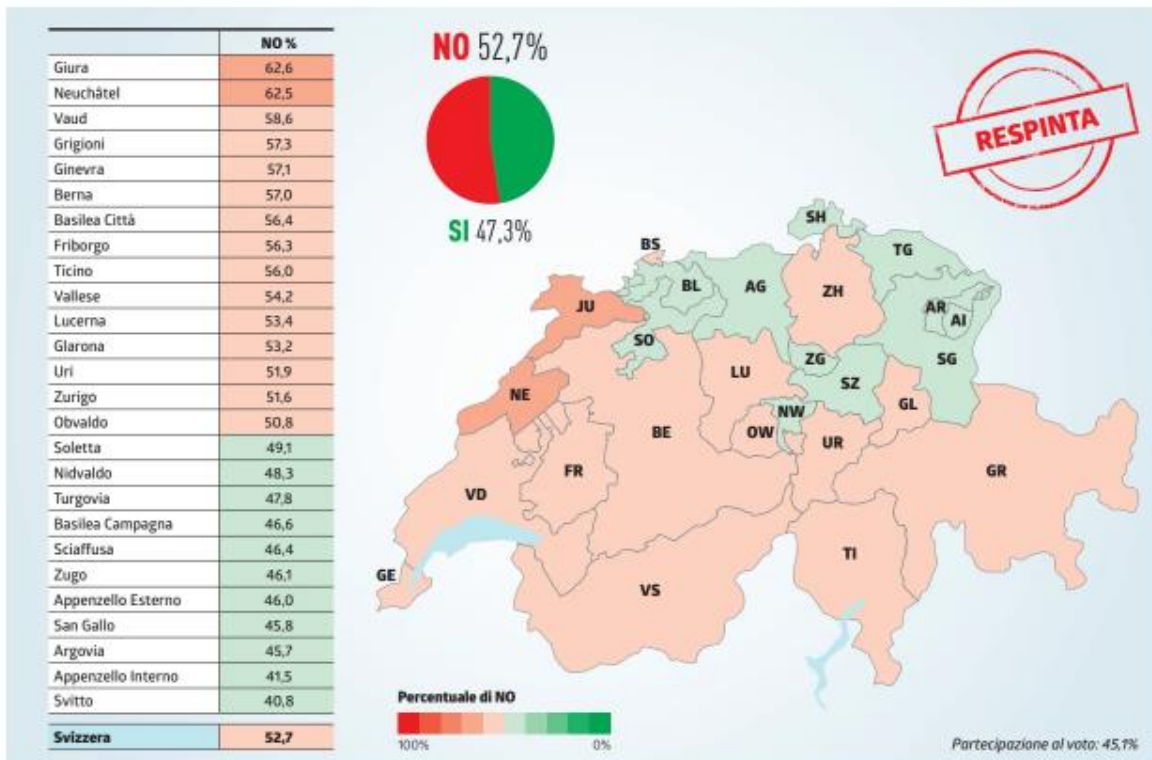 NO %
Giura 62,6
Neuchâtel 62,5
Vaud 58,6
Grigioni 57,3
Ginevra 57,1
Berna 57,0
Basilea Città 56,4
Friborgo 56,3
Ticino 56,0
Vallese 54,2
Lucerna 53,4
Glarona 53,2
Uri 51,9
Zurigo 51,6
Obvaldo 50,8
Soletta 49,1
Nidvaldo 48,3
Turgovia 47,8
Basilea Campagna 46,6
Sciaffusa 46,4
Zugo 46,1
Appenzello Esterno 46,0
San Gallo 45,8
Argovia 45,7
Appenzello Interno 41,5
Svitto 40,8
Svizzera 52,7
NO 52,7%
SI 47,3%
RESPINTA
SH
TG
BS
BL
AG
ZH
AR
AI
JU
SO
ZG
SG
LU
SZ
NE
NW
GL
BE
OW
UR
FR
GR
VD
TI
GE
VS
Percentuale di NO
100% 0%
Partecipazione al voto: 45,1%